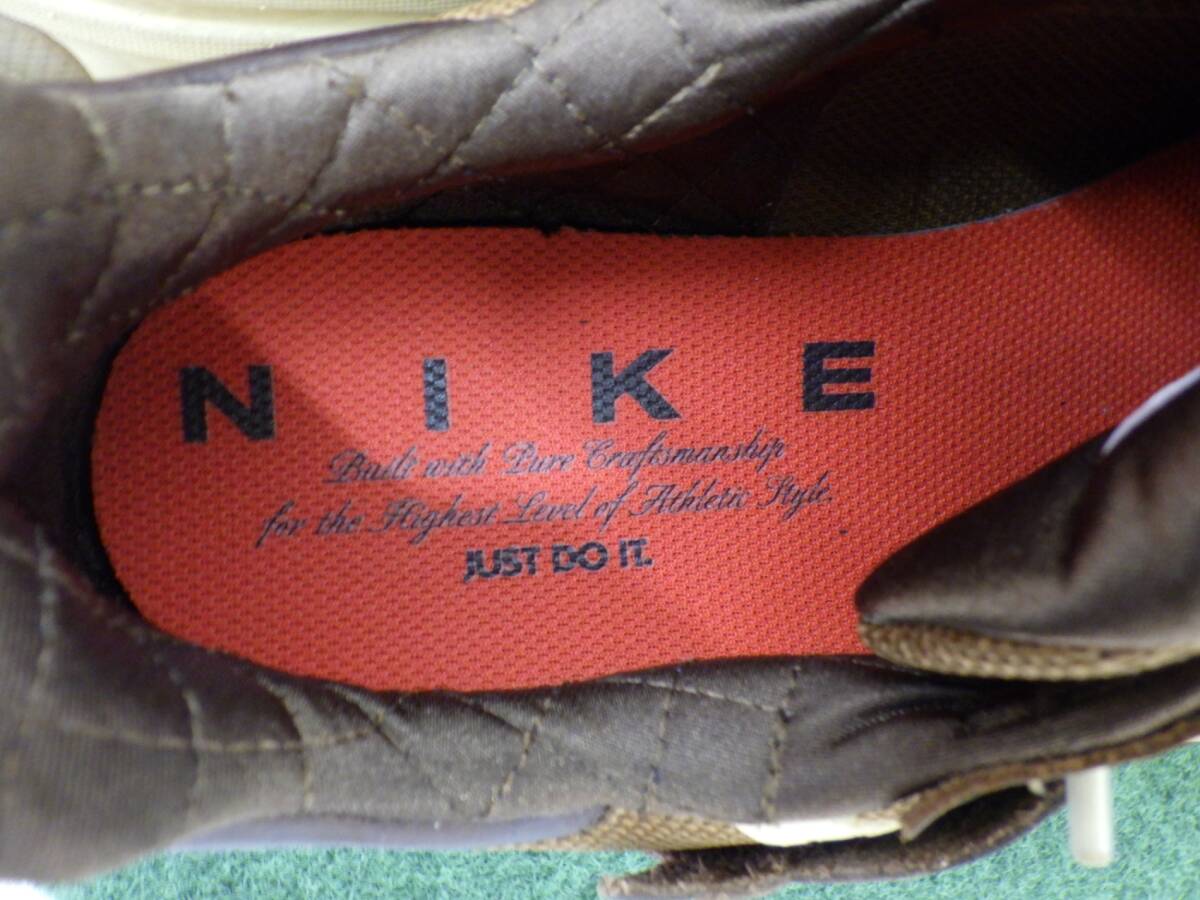 NIKE
Built with Pure Craftsmanship
for the Highest Level of Athletic Style.
JUST DO IT.